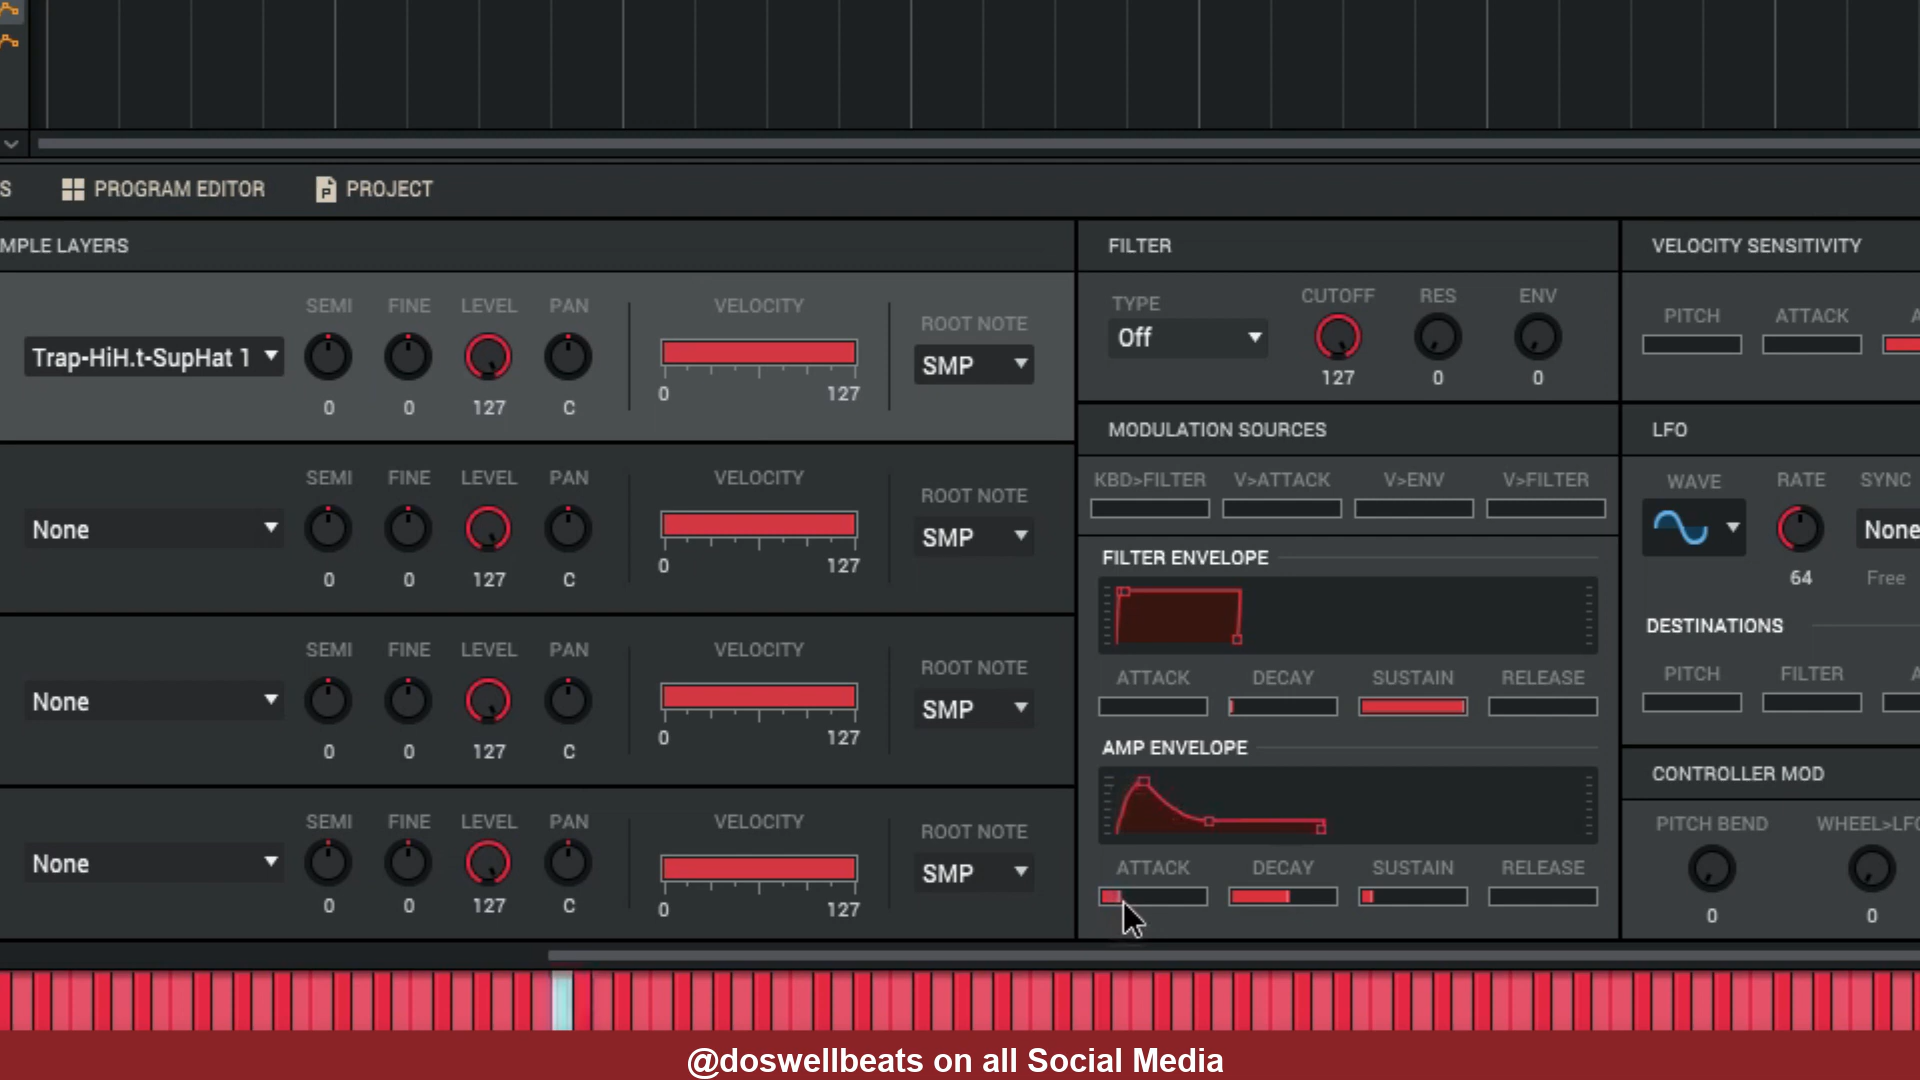 S PROGRAM EDITOR PROJECT
MPLE LAYERS FILTER VELOCITY SENSITIVITY
SEMI FINE LEVEL PAN VELOCITY ROOT NOTE
Trap-HiH.t-SupHat 1 SMP
0 0 127 C 0 127
TYPE CUTOFF RES ENV
Off
127 0 0
PITCH ATTACK A
MODULATION SOURCES LFO
SEMI FINE LEVEL PAN VELOCITY ROOT NOTE
None SMP
0 0 127 C 0 127
KBD>FILTER V>ATTACK V>ENV V>FILTER
WAVE RATE SYNC
None
64 Free
FILTER ENVELOPE
DESTINATIONS
SEMI FINE LEVEL PAN VELOCITY ROOT NOTE
None SMP
0 0 127 C 0 127
ATTACK DECAY SUSTAIN RELEASE
PITCH FILTER A
AMP ENVELOPE
CONTROLLER MOD
SEMI FINE LEVEL PAN VELOCITY ROOT NOTE
None SMP
0 0 127 C 0 127
ATTACK DECAY SUSTAIN RELEASE
PITCH BEND WHEEL>LFO
0 0
@doswellbeats on all Social Media